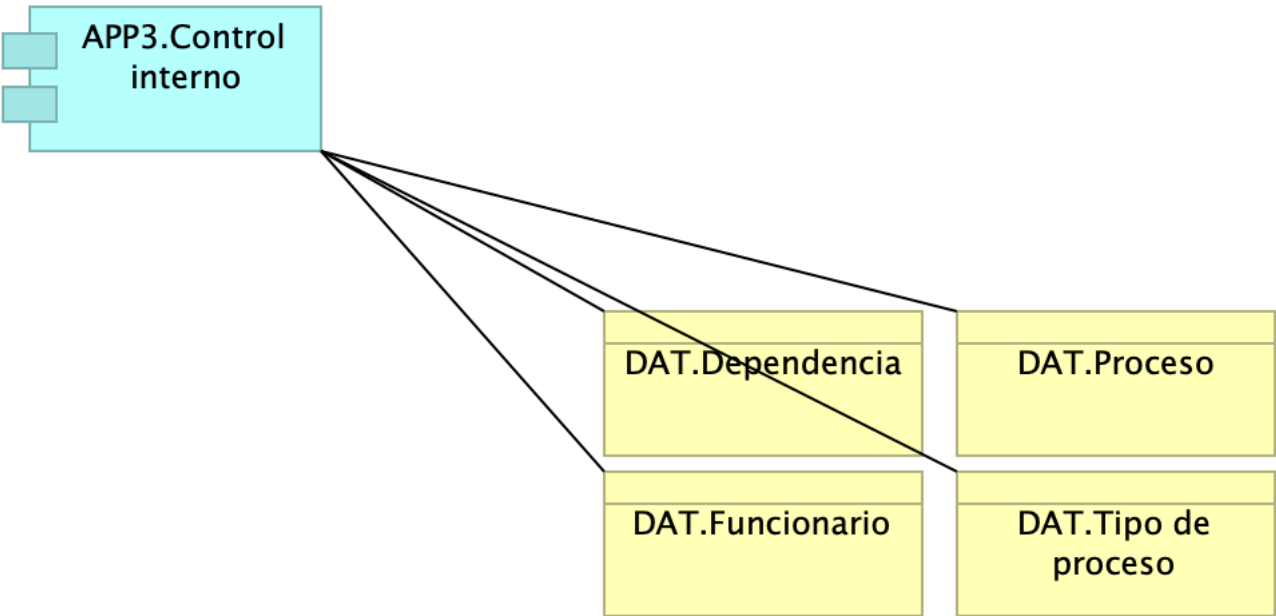 APP3.Control
interno
DAT.Dependencia
DAT.Proceso
DAT.Funcionario
DAT.Tipo de
proceso